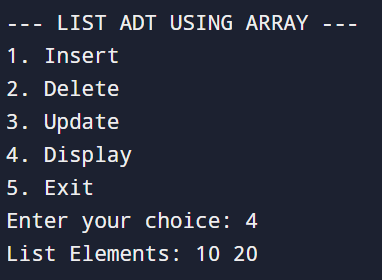 --- LIST ADT USING ARRAY ---
1. Insert
2. Delete
3. Update
4. Display
5. Exit
Enter your choice: 4
List Elements: 10 20